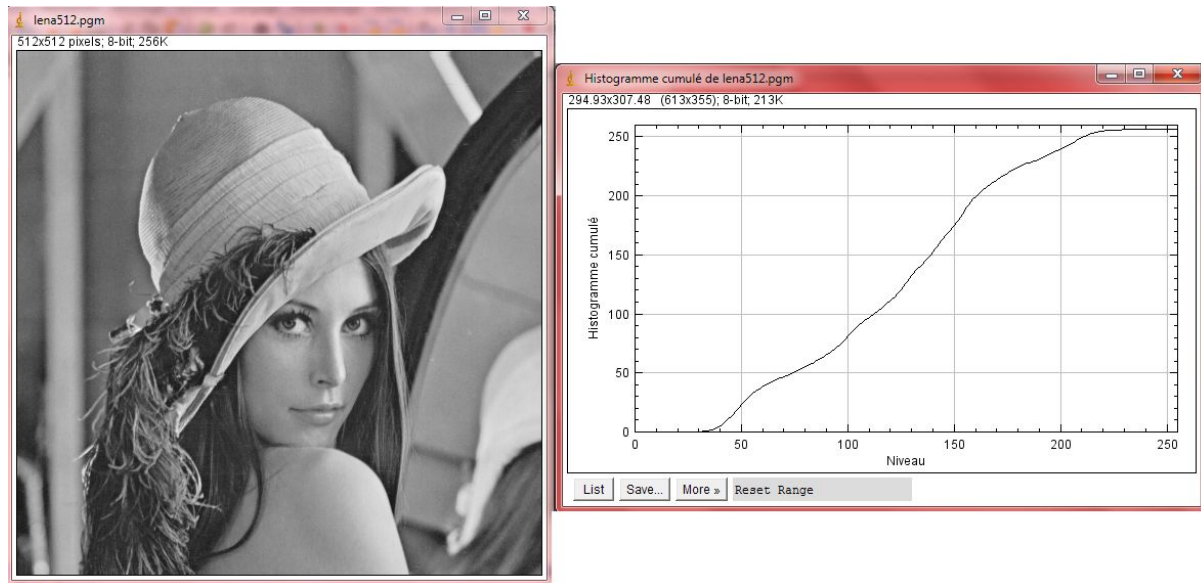 lena512.pgm
512x512 pixels; 8-bit; 256K
Histogramme cumulé de lena512.pgm
294.93x307.48 (613x355); 8-bit; 213K
250
200
150
100
50
0
Histogramme cumulé
0 50 100 150 200 250
Niveau
List Save... More » Reset Range